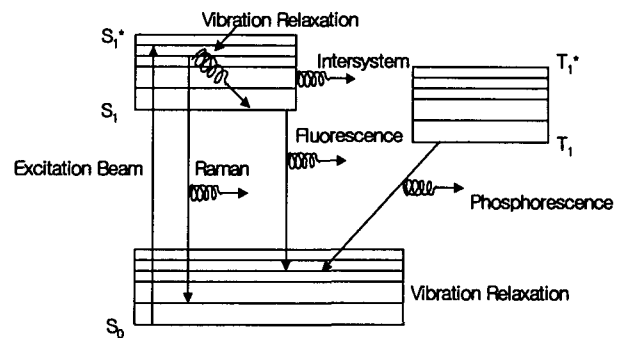 Vibration Relaxation
S1*
Intersystem
T1*
S1
T1
Fluorescence
Excitation Beam
Raman
Phosphorescence
Vibration Relaxation
S0